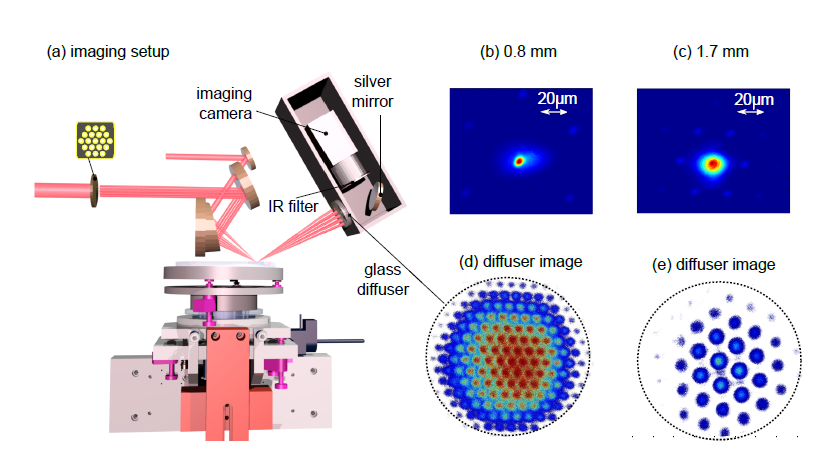 (a) imaging setup
(b) 0.8 mm
(c) 1.7 mm
imaging
camera
silver
mirror
20μm
20μm
IR filter
glass
diffuser
(d) diffuser image
(e) diffuser image